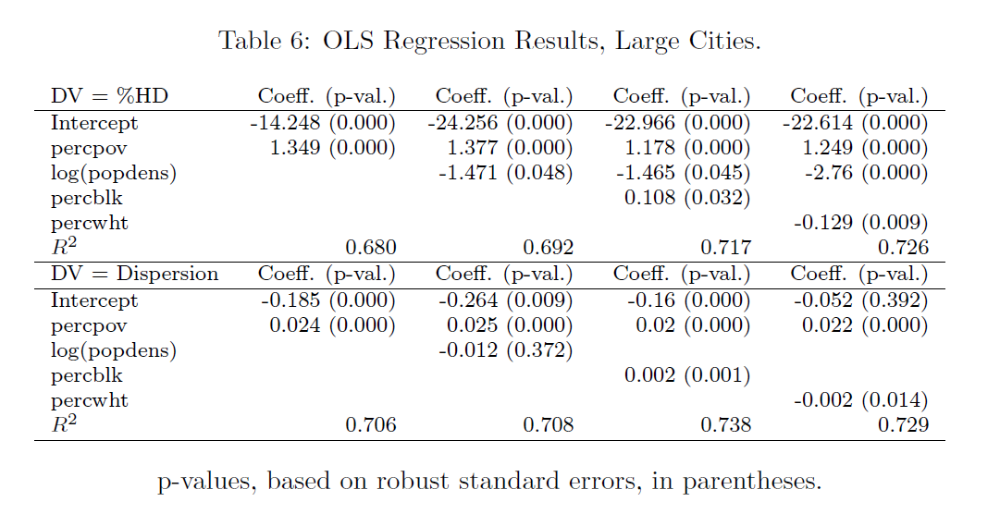 Table 6: OLS Regression Results, Large Cities.
DV = %HD Coeff. (p-val.) Coeff. (p-val.) Coeff. (p-val.) Coeff. (p-val.)
Intercept -14.248 (0.000) -24.256 (0.000) -22.966 (0.000) -22.614 (0.000)
percpov 1.349 (0.000) 1.377 (0.000) 1.178 (0.000) 1.249 (0.000)
log(popdens) -1.471 (0.048) -1.465 (0.045) -2.76 (0.000)
percblk 0.108 (0.032)
percwht -0.129 (0.009)
R² 0.680 0.692 0.717 0.726
DV = Dispersion Coeff. (p-val.) Coeff. (p-val.) Coeff. (p-val.) Coeff. (p-val.)
Intercept -0.185 (0.000) -0.264 (0.009) -0.16 (0.000) -0.052 (0.392)
percpov 0.024 (0.000) 0.025 (0.000) 0.02 (0.000) 0.022 (0.000)
log(popdens) -0.012 (0.372)
percblk 0.002 (0.001)
percwht -0.002 (0.014)
R² 0.706 0.708 0.738 0.729
p-values, based on robust standard errors, in parentheses.